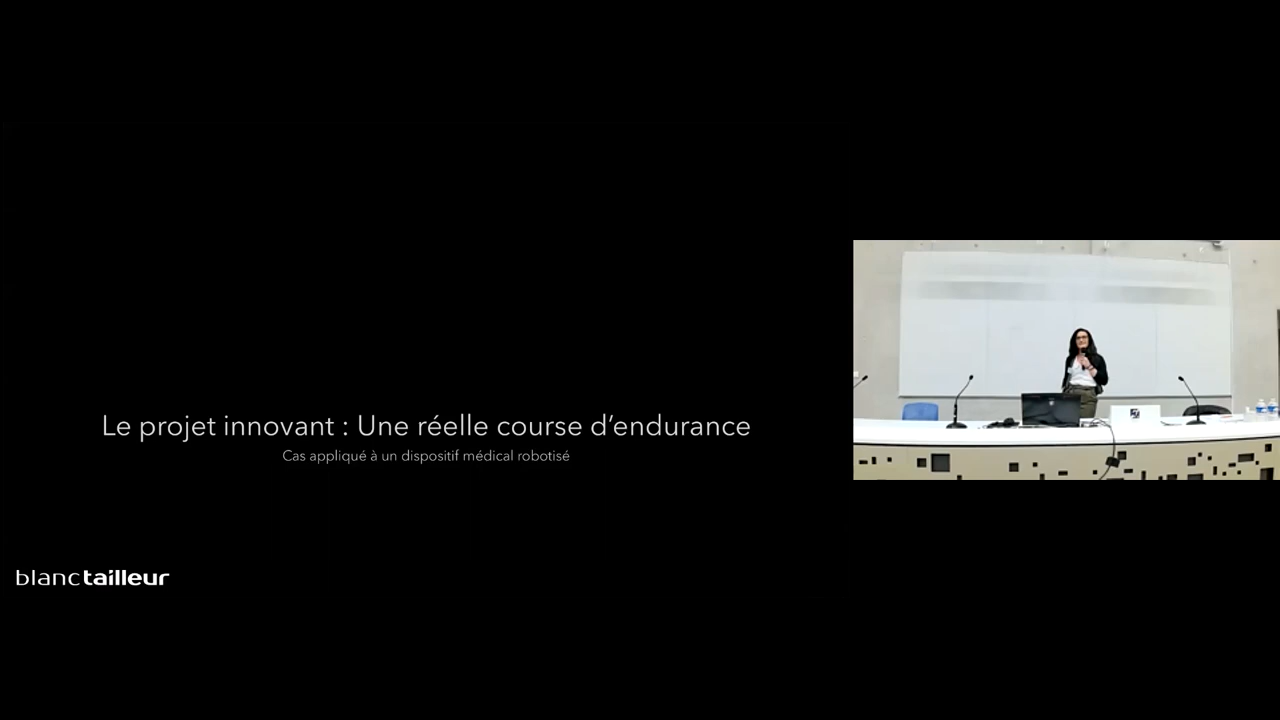 Le projet innovant : Une réelle course d’endurance
Cas appliqué à un dispositif médical robotisé
blanctailleur